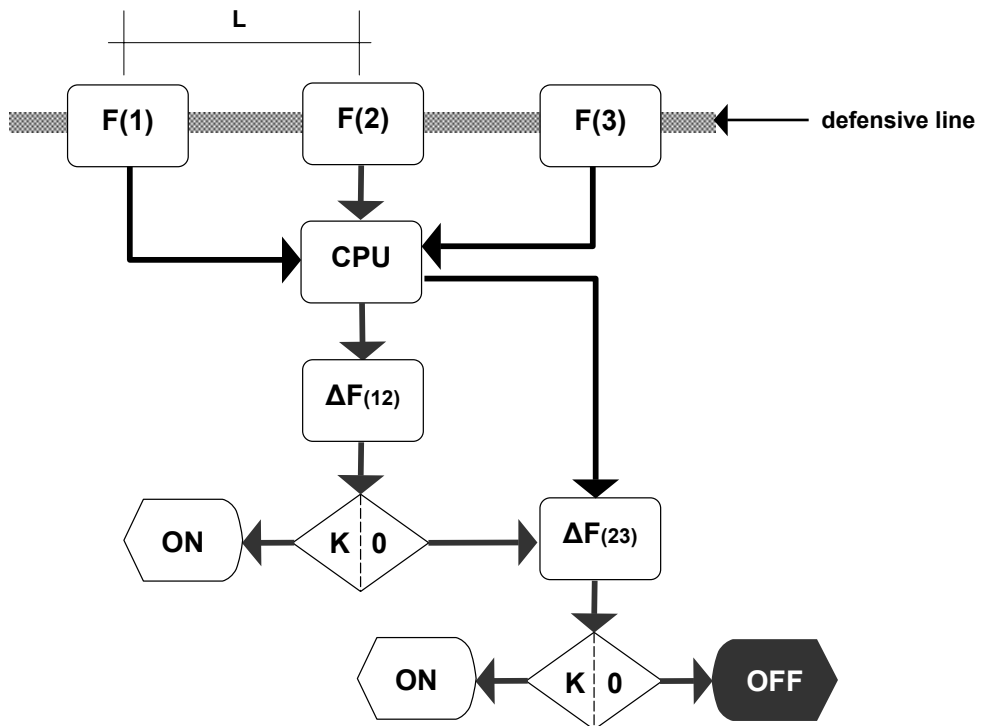 L
F(1)
F(2)
F(3)
defensive line
CPU
ΔF(12)
ON
K
0
ΔF(23)
ON
K
0
OFF